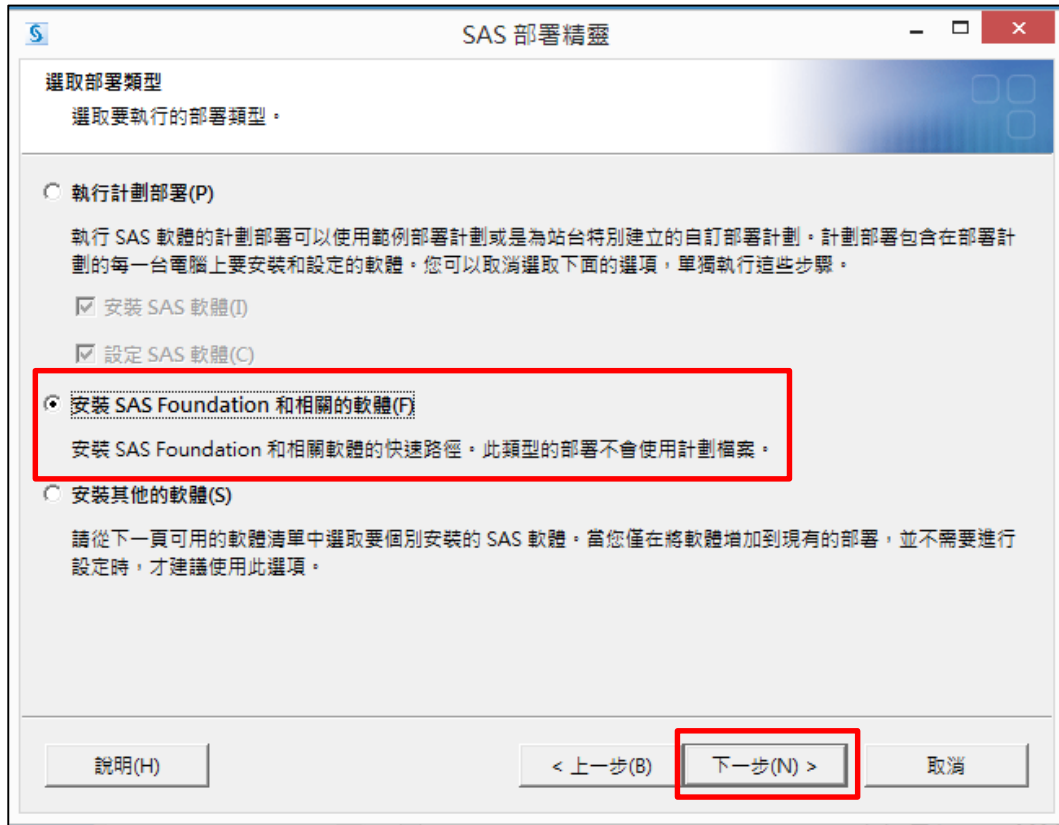 SAS 部署精靈
選取部署類型
選取要執行的部署類型。
執行計劃部署(P)
執行 SAS 軟體的計劃部署可以使用範例部署計劃或是為站台特別建立的自訂部署計劃。計劃部署包含在部署計
劃的每一台電腦上要安裝和設定的軟體。您可以取消選取下面的選項，單獨執行這些步驟。
安裝 SAS 軟體(I)
設定 SAS 軟體(C)
安裝 SAS Foundation 和相關的軟體(F)
安裝 SAS Foundation 和相關軟體的快速路徑。此類型的部署不會使用計劃檔案。
安裝其他的軟體(S)
請從下一頁可用的軟體清單中選取要個別安裝的 SAS 軟體。當您僅在將軟體增加到現有的部署，並不需要進行
設定時，才建議使用此選項。
說明(H)
< 上一步(B)
下一步(N) >
取消